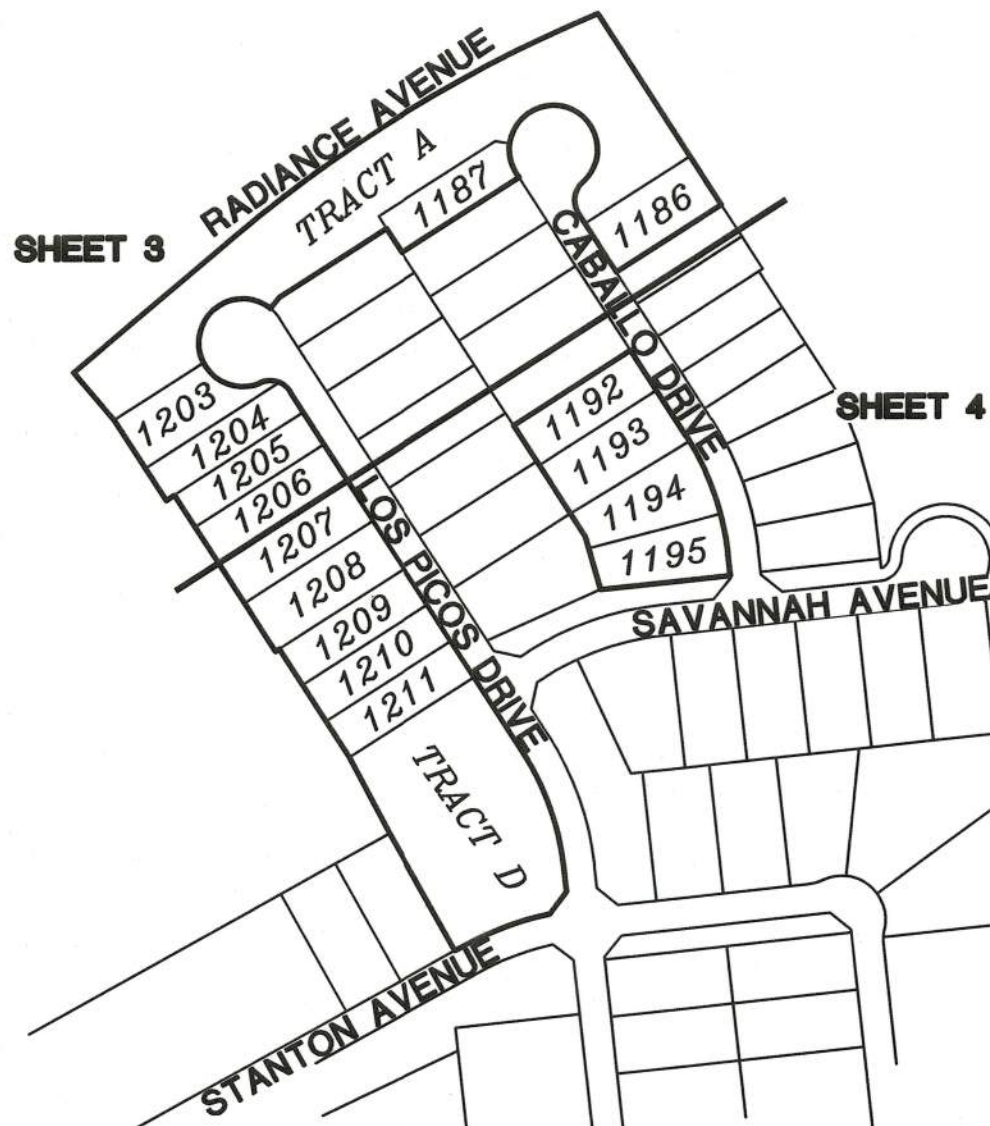 RADIANCE AVENUE
TRACT A
1187
1186
SHEET 3
CABALLO DRIVE
1203
1204
1205
1206
1192
1193
1194
1195
SHEET 4
1207
1208
1209
1210
1211
LOS PICOS DRIVE
SAVANNAH AVENUE
TRACT D
STANTON AVENUE